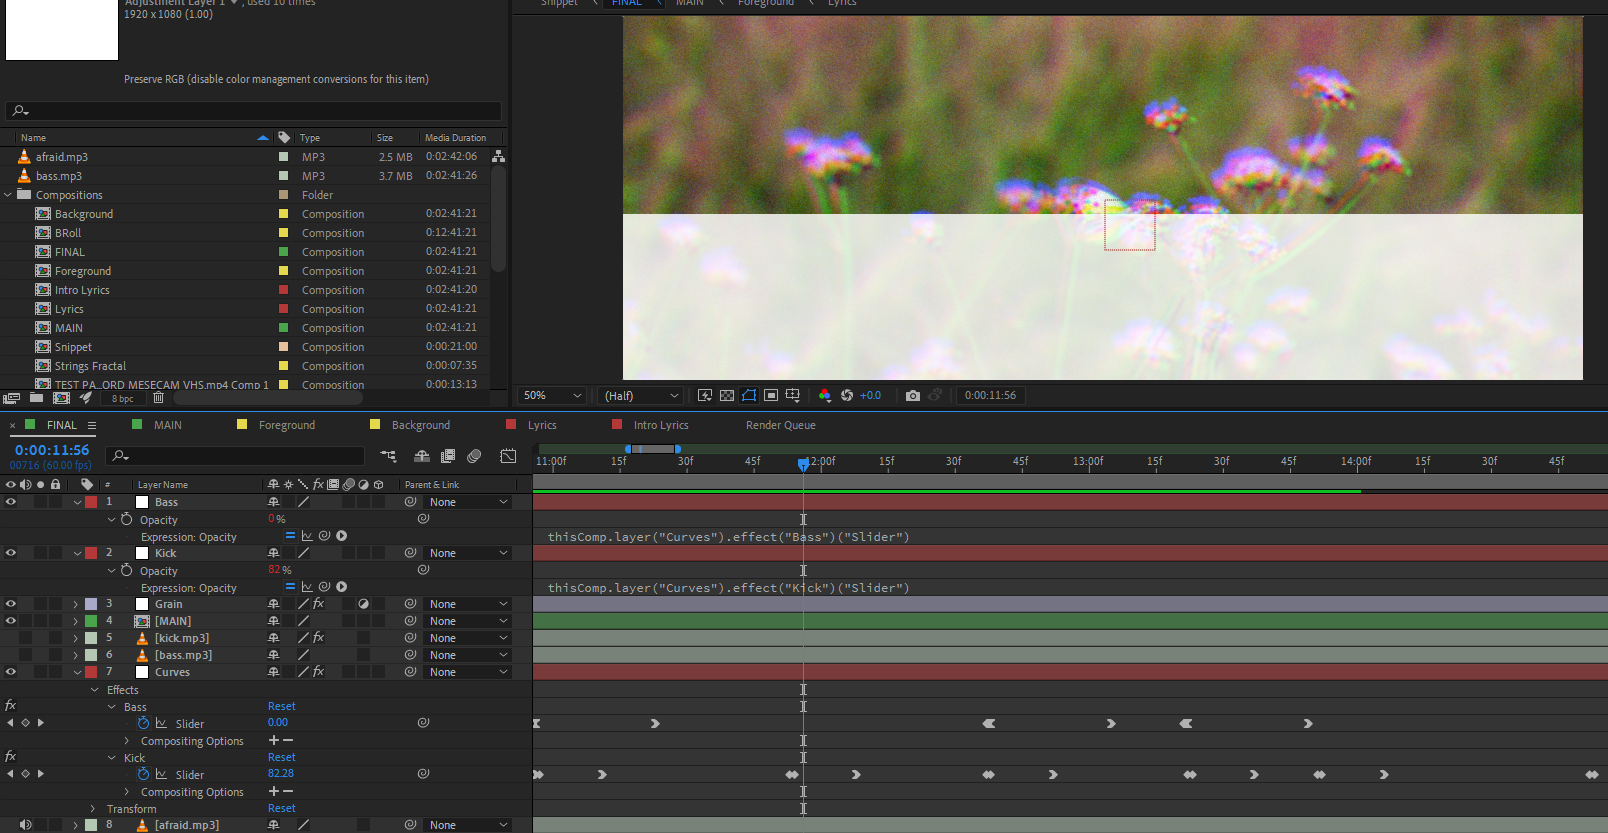 Adjustment Layer 1 ▼, used 10 times
1920 x 1080 (1.00)
Preserve RGB (disable color management conversions for this item)
Name Type Size Media Duration
afraid.mp3 MP3 2.5 MB 0:02:42:06
bass.mp3 MP3 3.7 MB 0:02:41:26
Compositions Folder
Background Composition 0:02:41:21
BRoll Composition 0:12:41:21
FINAL Composition 0:02:41:21
Foreground Composition 0:02:41:21
Intro Lyrics Composition 0:02:41:20
Lyrics Composition 0:02:41:21
MAIN Composition 0:02:41:21
Snippet Composition 0:00:21:00
Strings Fractal Composition 0:00:07:35
TEST PA...ORD MESECAM VHS.mp4 Comp 1 Composition 0:00:13:13
8 bpc
Snippet FINAL MAIN Foreground Lyrics
50% (Half) +0.0 0:00:11:56
× FINAL MAIN Foreground Background Lyrics Intro Lyrics Render Queue
0:00:11:56
00716 (60.00 fps)
11:00f 15f 30f 45f 12:00f 15f 30f 45f 13:00f 15f 30f 45f 14:00f 15f 30f 45f
# Layer Name fx Parent & Link
1 Bass None
Opacity 0%
Expression: Opacity thisComp.layer("Curves").effect("Bass")("Slider")
2 Kick None
Opacity 82%
Expression: Opacity thisComp.layer("Curves").effect("Kick")("Slider")
3 Grain fx None
4 [MAIN] None
5 [kick.mp3] fx None
6 [bass.mp3] None
7 Curves fx None
Effects
fx Bass Reset
Slider 0.00
Compositing Options + −
fx Kick Reset
Slider 82.28
Compositing Options + −
Transform Reset
8 [afraid.mp3] None